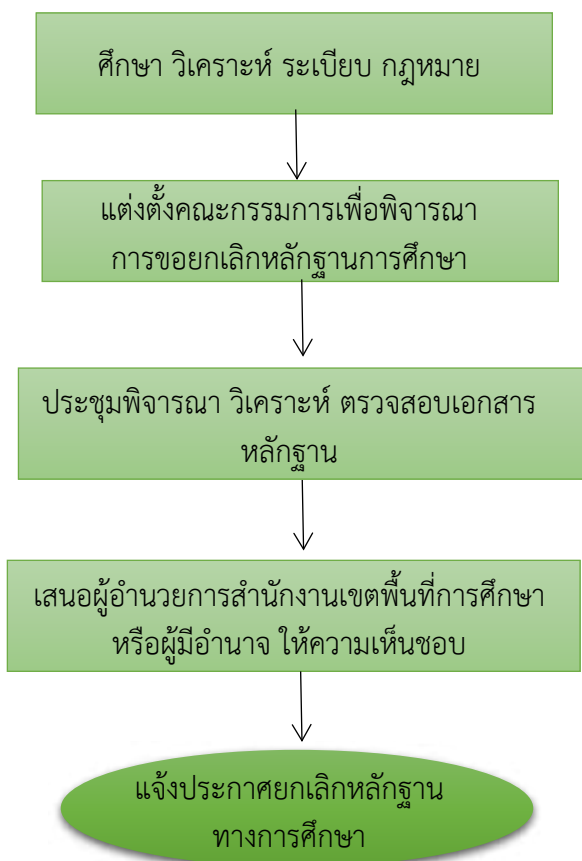 ศึกษา วิเคราะห์ ระเบียบ กฎหมาย
แต่งตั้งคณะกรรมการเพื่อพิจารณา
การขอยกเลิกหลักฐานการศึกษา
ประชุมพิจารณา วิเคราะห์ ตรวจสอบเอกสาร
หลักฐาน
เสนอผู้อำนวยการสำนักงานเขตพื้นที่การศึกษา
หรือผู้มีอำนาจ ให้ความเห็นชอบ
แจ้งประกาศยกเลิกหลักฐาน
ทางการศึกษา